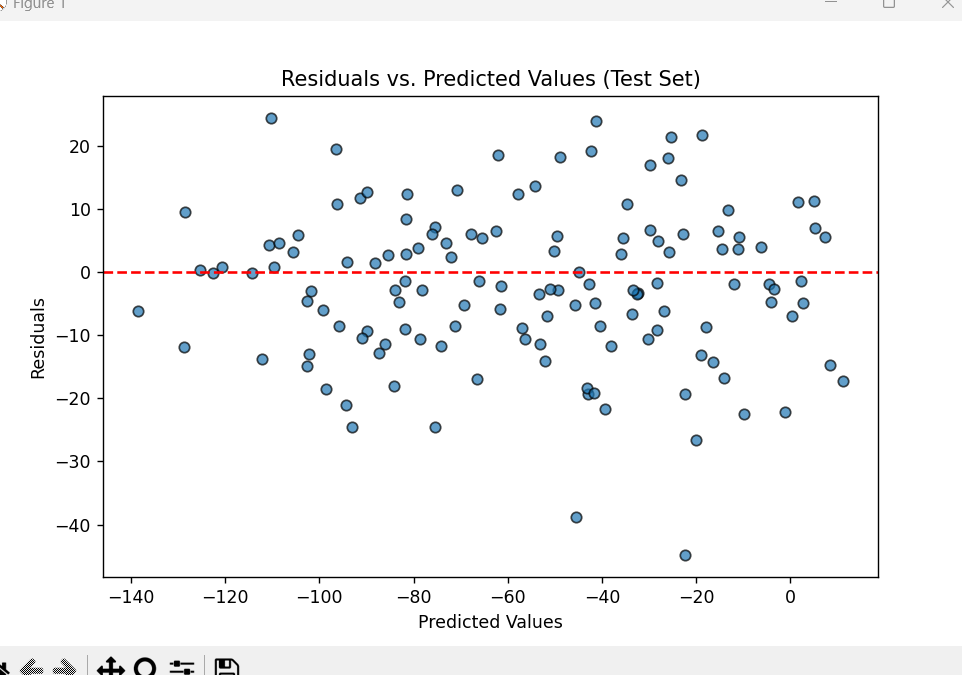 Figure 1
Residuals vs. Predicted Values (Test Set)
20
10
0
−10
−20
−30
−40
Residuals
−140 −120 −100 −80 −60 −40 −20 0
Predicted Values